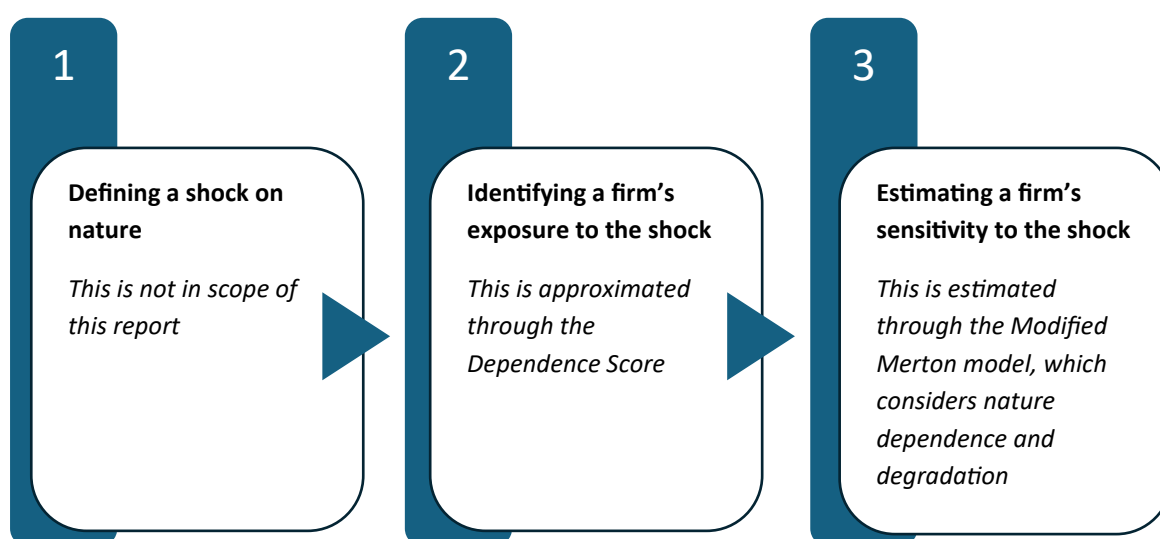 1
Defining a shock on
nature
This is not in scope of
this report
2
Identifying a firm’s
exposure to the shock
This is approximated
through the
Dependence Score
3
Estimating a firm’s
sensitivity to the shock
This is estimated
through the Modified
Merton model, which
considers nature
dependence and
degradation